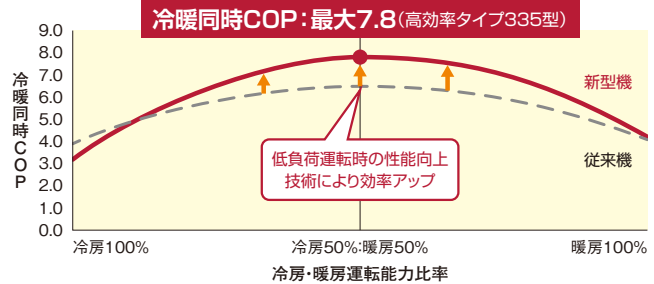 冷暖同時COP:最大7.8(高効率タイプ335型)
9.0
8.0
7.0
6.0
5.0
4.0
3.0
2.0
1.0
0.0
冷暖同時COP
新型機
従来機
低負荷運転時の性能向上
技術により効率アップ
冷房100%
冷房50%:暖房50%
暖房100%
冷房・暖房運転能力比率